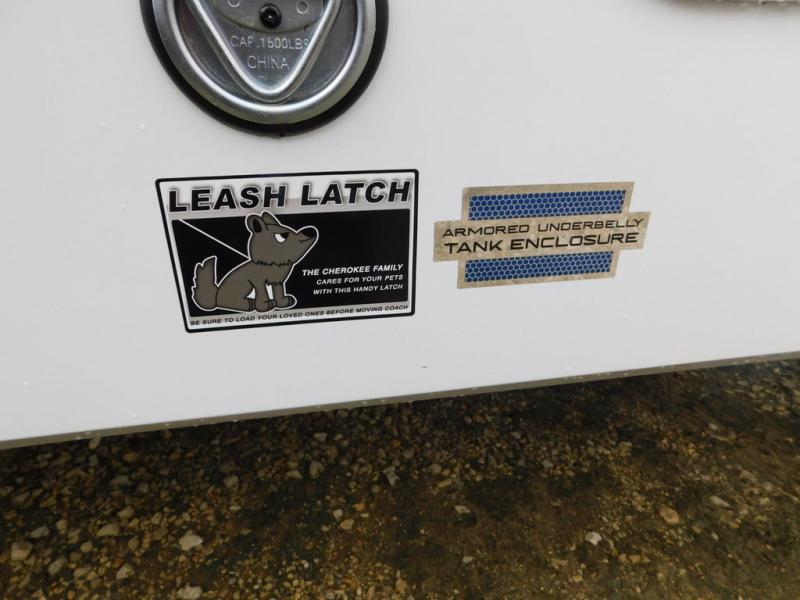 CAP.1500LBS
CHINA
LEASH LATCH
THE CHEROKEE FAMILY
CARES FOR YOUR PETS
WITH THIS HANDY LATCH
BE SURE TO LOAD YOUR LOVED ONES BEFORE MOVING COACH
ARMORED UNDERBELLY
TANK ENCLOSURE